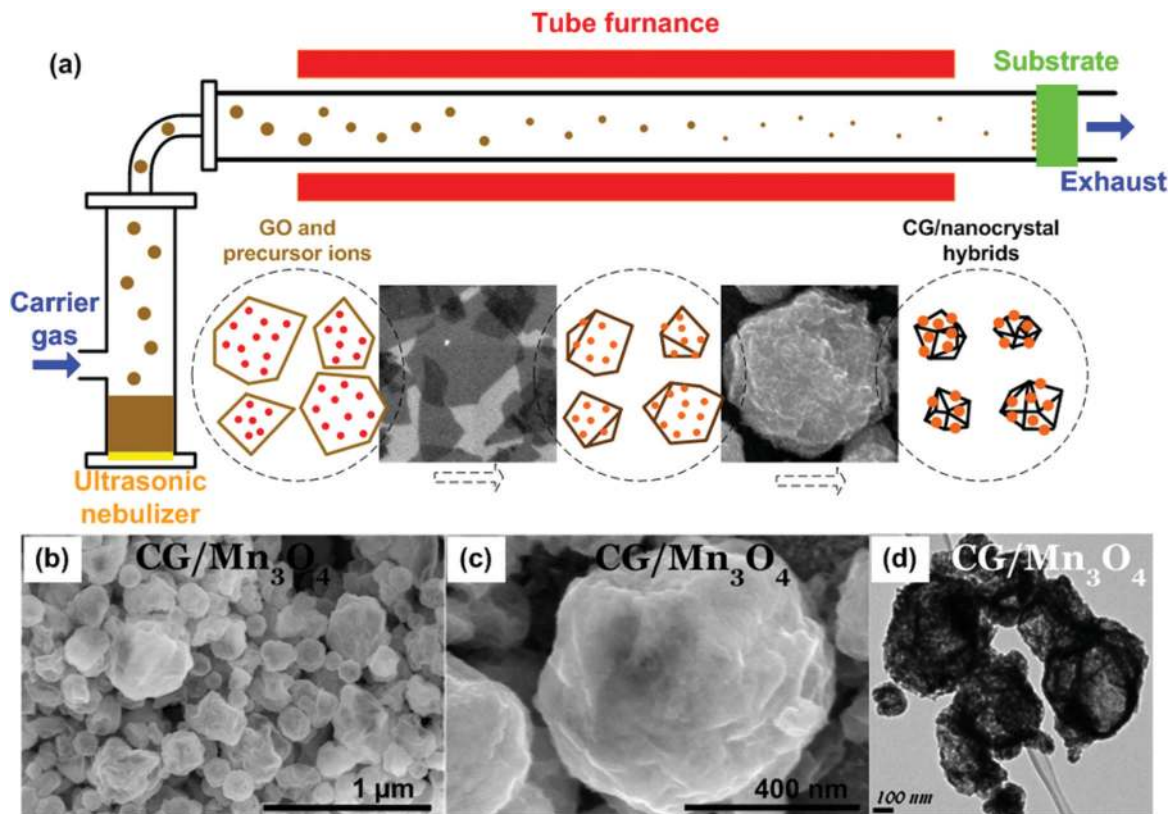 Tube furnance
(a)
Substrate
Exhaust
GO and
precursor ions
CG/nanocrystal
hybrids
Carrier
gas
Ultrasonic
nebulizer
(b)
CG/Mn₃O₄
1 µm
(c)
CG/Mn₃O₄
400 nm
(d)
CG/Mn₃O₄
100 nm